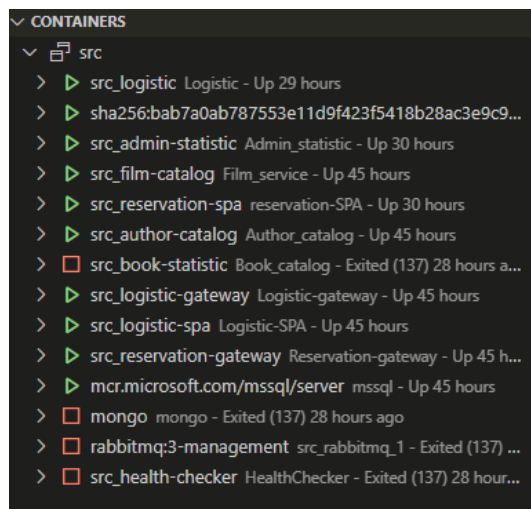 CONTAINERS
src
src_logistic Logistic - Up 29 hours
sha256:bab7a0ab787553e11d9f423f5418b28ac3e9c9...
src_admin-statistic Admin_statistic - Up 30 hours
src_film-catalog Film_service - Up 45 hours
src_reservation-spa reservation-SPA - Up 30 hours
src_author-catalog Author_catalog - Up 45 hours
src_book-statistic Book_catalog - Exited (137) 28 hours a...
src_logistic-gateway Logistic-gateway - Up 45 hours
src_logistic-spa Logistic-SPA - Up 45 hours
src_reservation-gateway Reservation-gateway - Up 45 h...
mcr.microsoft.com/mssql/server mssql - Up 45 hours
mongo mongo - Exited (137) 28 hours ago
rabbitmq:3-management src_rabbitmq_1 - Exited (137) ...
src_health-checker HealthChecker - Exited (137) 28 hour...